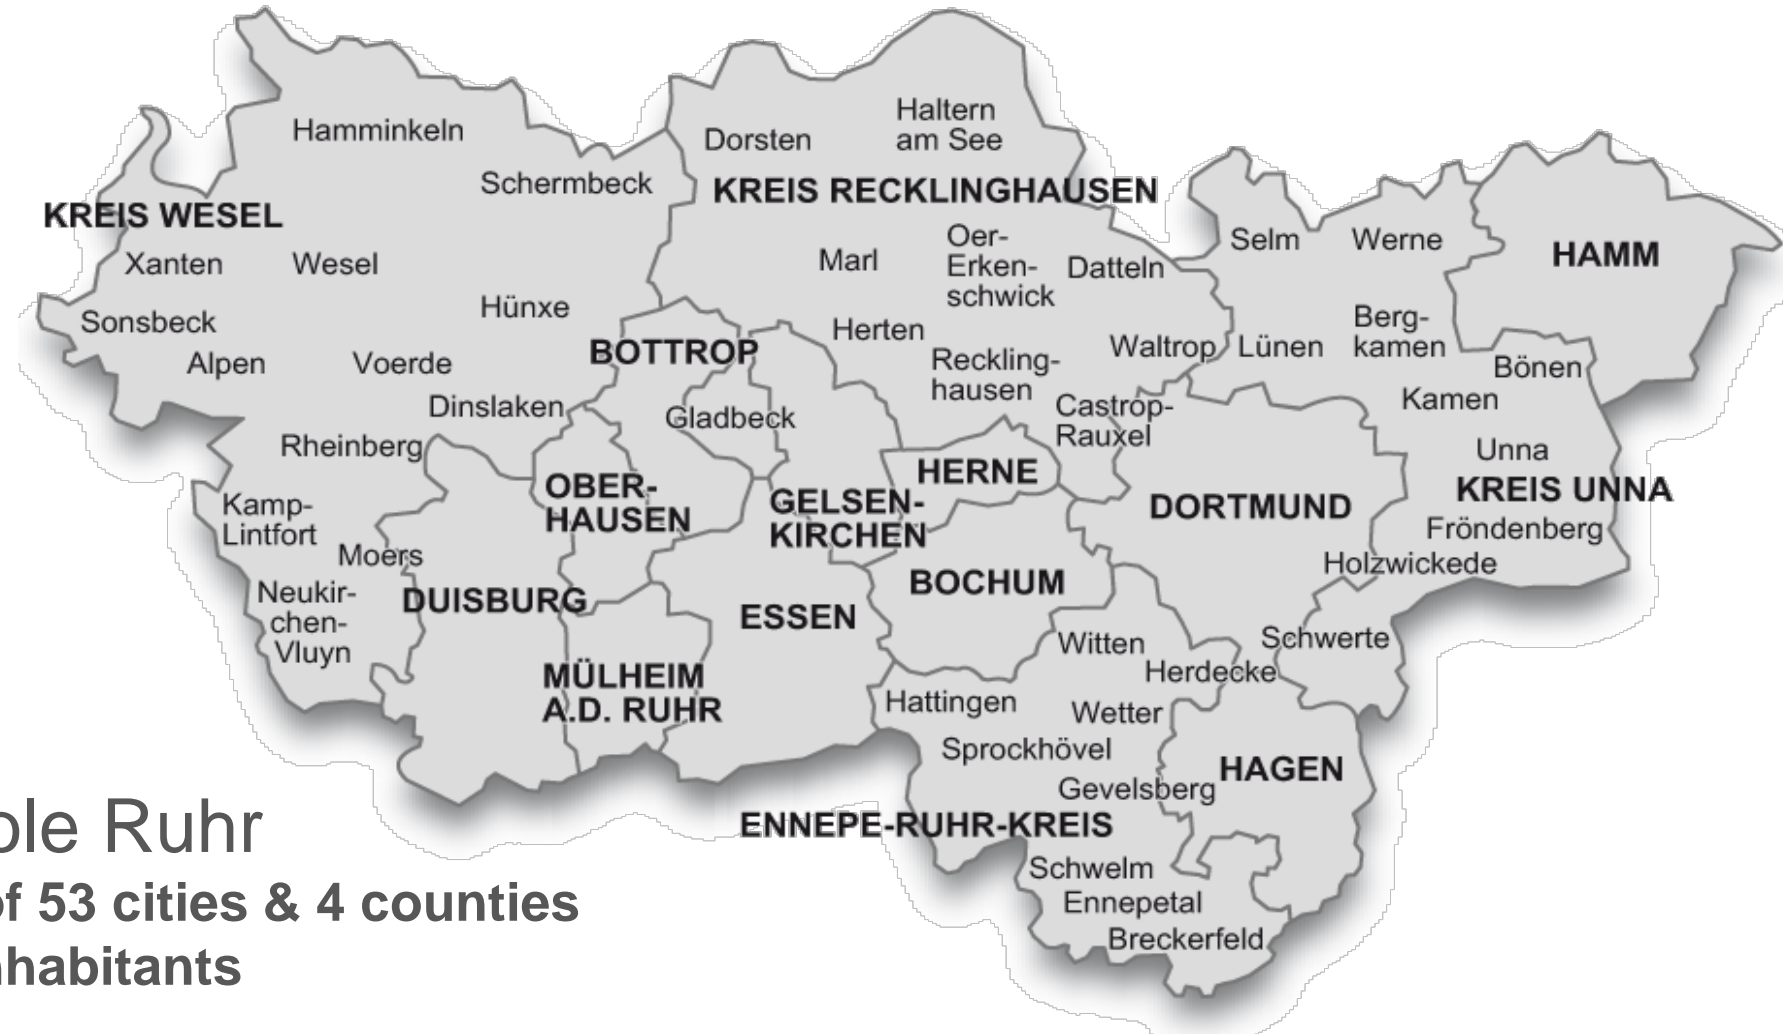 Haltern
am See
Hamminkeln
Dorsten
Schermbeck
KREIS RECKLINGHAUSEN
KREIS WESEL
Oer-
Erken-
schwick
Selm
Werne
HAMM
Xanten
Wesel
Marl
Datteln
Hünxe
Sonsbeck
Herten
Berg-
kamen
BOTTROP
Alpen
Voerde
Reckling-
hausen
Waltrop
Lünen
Bönen
Dinslaken
Gladbeck
Castrop-
Rauxel
Kamen
Rheinberg
Unna
HERNE
OBER-
HAUSEN
GELSEN-
KIRCHEN
DORTMUND
KREIS UNNA
Kamp-
Lintfort
Fröndenberg
Moers
Holzwickede
Neukir-
chen-
Vluyn
DUISBURG
ESSEN
BOCHUM
Witten
Schwerte
Herdecke
MÜLHEIM
A.D. RUHR
Hattingen
Wetter
Sprockhövel
HAGEN
Gevelsberg
ENNEPE-RUHR-KREIS
Schwelm
Ennepetal
Breckerfeld
ole Ruhr
of 53 cities & 4 counties
nhabitants